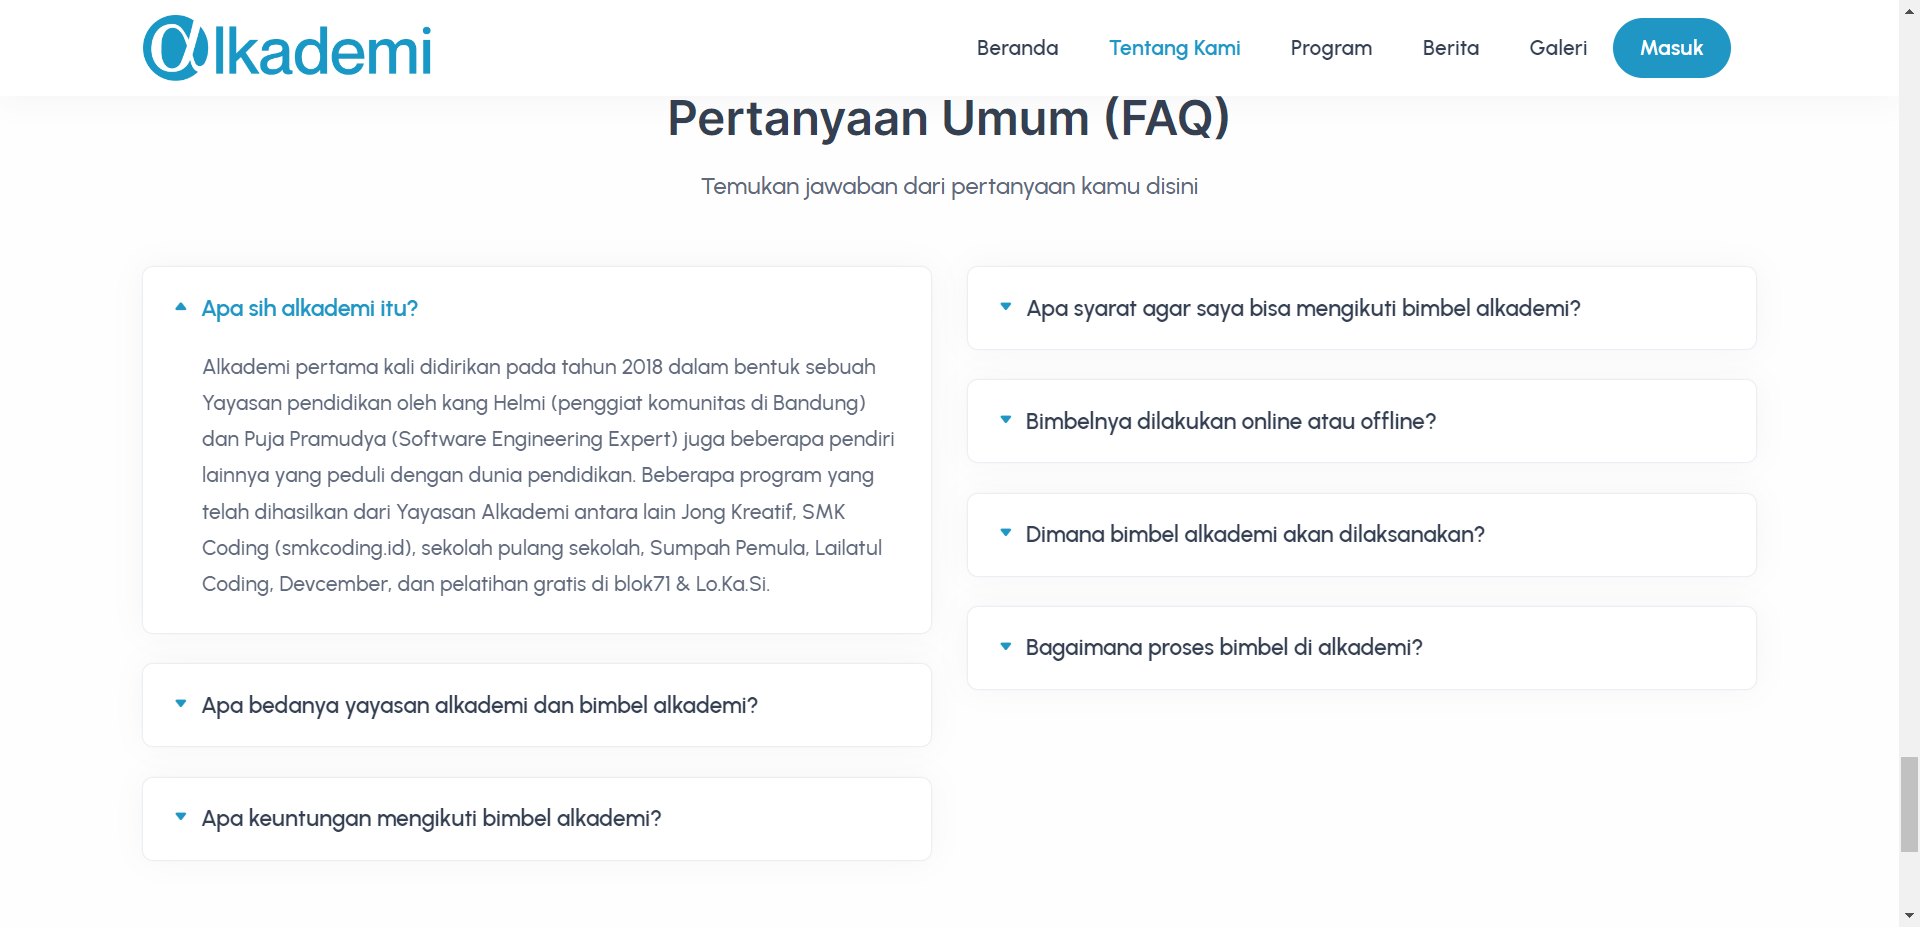 @lkademi
Beranda
Tentang Kami
Program
Berita
Galeri
Masuk
Pertanyaan Umum (FAQ)
Temukan jawaban dari pertanyaan kamu disini
Apa sih alkademi itu?
Alkademi pertama kali didirikan pada tahun 2018 dalam bentuk sebuah
Yayasan pendidikan oleh kang Helmi (penggiat komunitas di Bandung)
dan Puja Pramudya (Software Engineering Expert) juga beberapa pendiri
lainnya yang peduli dengan dunia pendidikan. Beberapa program yang
telah dihasilkan dari Yayasan Alkademi antara lain Jong Kreatif, SMK
Coding (smkcoding.id), sekolah pulang sekolah, Sumpah Pemula, Lailatul
Coding, Devcember, dan pelatihan gratis di blok71 & Lo.Ka.Si.
Apa bedanya yayasan alkademi dan bimbel alkademi?
Apa keuntungan mengikuti bimbel alkademi?
Apa syarat agar saya bisa mengikuti bimbel alkademi?
Bimbelnya dilakukan online atau offline?
Dimana bimbel alkademi akan dilaksanakan?
Bagaimana proses bimbel di alkademi?